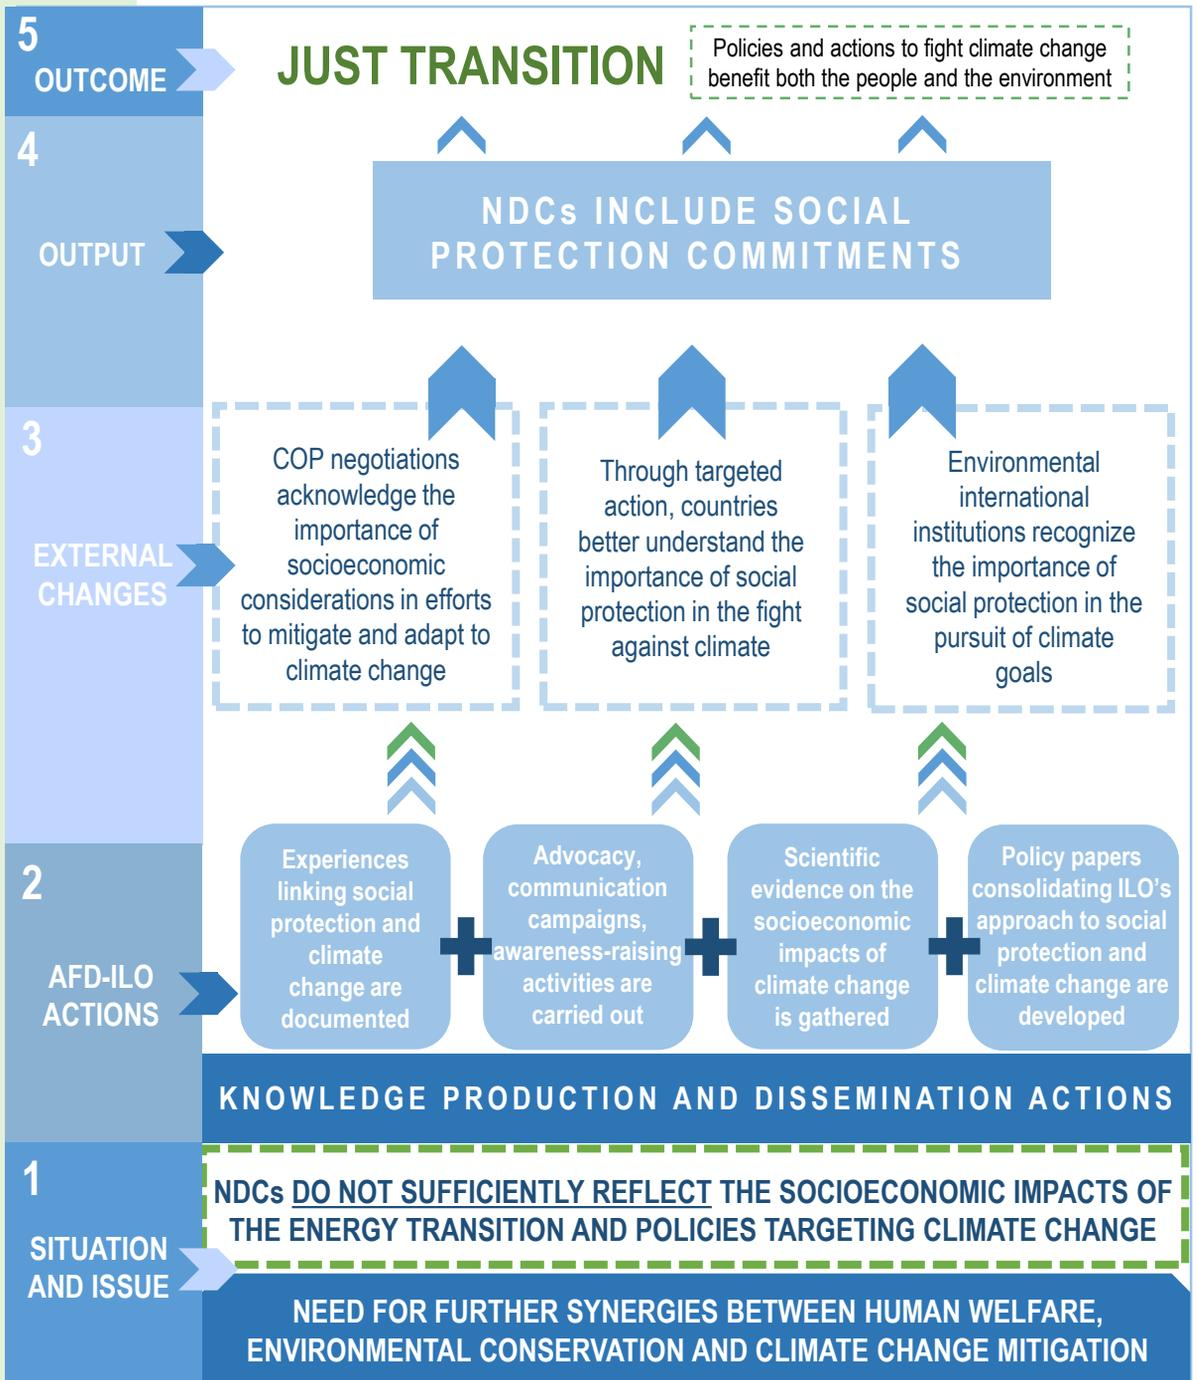 5
OUTCOME
JUST TRANSITION
Policies and actions to fight climate change
benefit both the people and the environment
4
OUTPUT
NDCs INCLUDE SOCIAL
PROTECTION COMMITMENTS
3
EXTERNAL
CHANGES
COP negotiations
acknowledge the
importance of
socioeconomic
considerations in efforts
to mitigate and adapt to
climate change
Through targeted
action, countries
better understand the
importance of social
protection in the fight
against climate
Environmental
international
institutions recognize
the importance of
social protection in the
pursuit of climate
goals
2
AFD-ILO
ACTIONS
Experiences
linking social
protection and
climate
change are
documented
Advocacy,
communication
campaigns,
awareness-raising
activities are
carried out
Scientific
evidence on the
socioeconomic
impacts of
climate change
is gathered
Policy papers
consolidating ILO's
approach to social
protection and
climate change are
developed
KNOWLEDGE PRODUCTION AND DISSEMINATION ACTIONS
1
SITUATION
AND ISSUE
NDCs DO NOT SUFFICIENTLY REFLECT THE SOCIOECONOMIC IMPACTS OF
THE ENERGY TRANSITION AND POLICIES TARGETING CLIMATE CHANGE
NEED FOR FURTHER SYNERGIES BETWEEN HUMAN WELFARE,
ENVIRONMENTAL CONSERVATION AND CLIMATE CHANGE MITIGATION